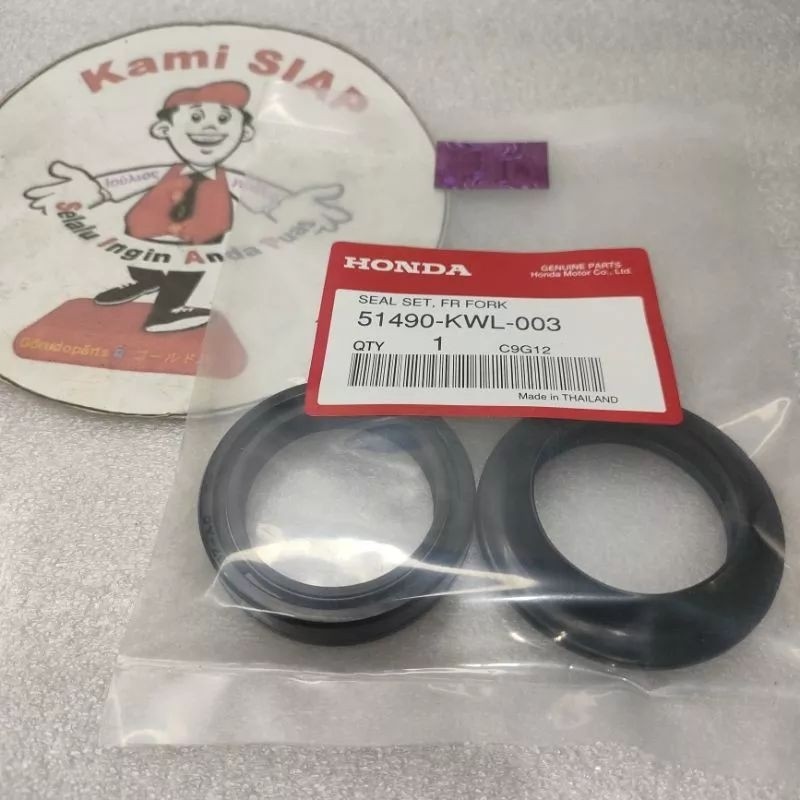 Kami SIAP
Selalu Ingin Anda Puas
Gōrudopātsu
HONDA
GENUINE PARTS
Honda Motor Co., Ltd.
SEAL SET, FR FORK
51490-KWL-003
QTY 1 C9G12
Made in THAILAND